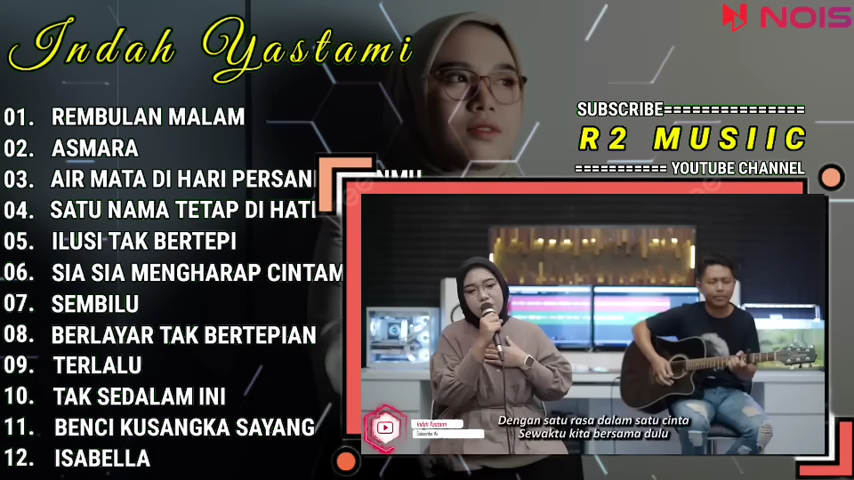 Indah Yastami
NOIS
01. REMBULAN MALAM
02. ASMARA
03. AIR MATA DI HARI
04. SATU NAMA TETAP DI HATI
05. ILUSI TAK BERTEPI
06. SIA SIA MENGHARAP
07. SEMBILU
08. BERLAYAR TAK BERTEPIAN
09. TERLALU
10. TAK SEDALAM INI
11. BENCI KUSANGKA SAYANG
12. ISABELLA
SUBSCRIBE===============
R2 MUSIIC
=========== YOUTUBE CHANNEL
Dengan satu rasa dalam satu cinta
Sewaktu kita bersama dulu